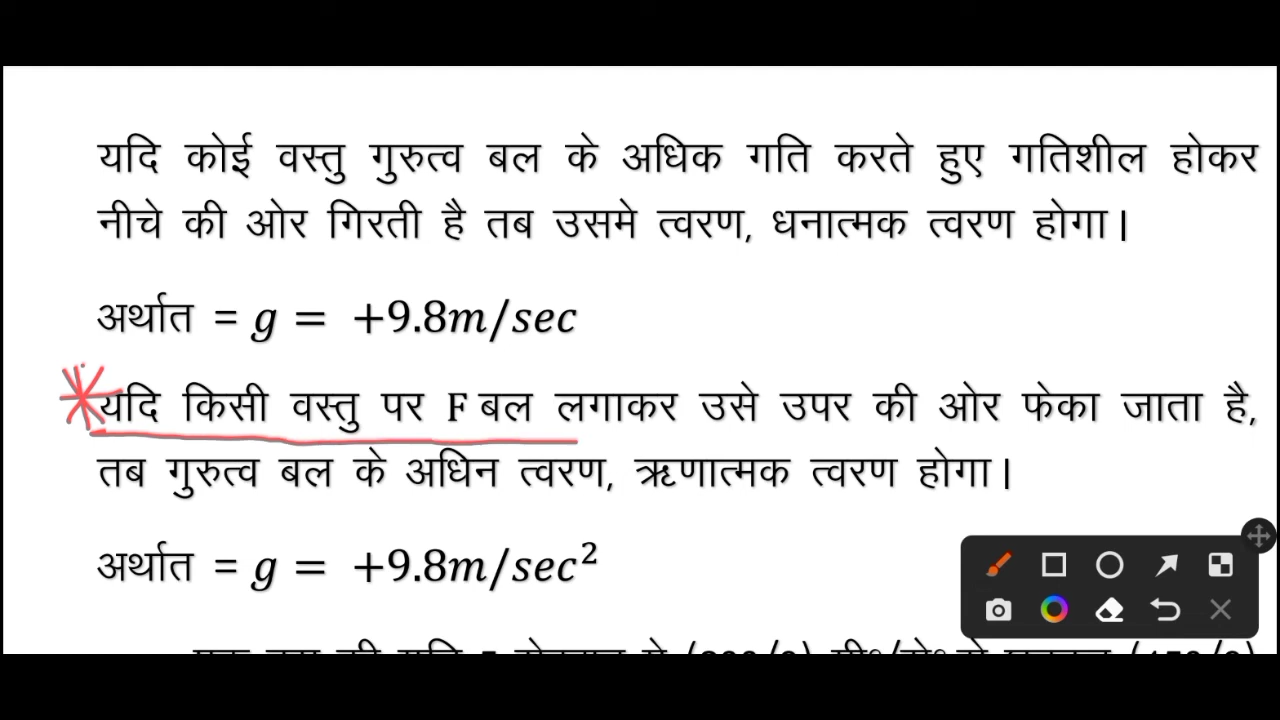 यदि कोई वस्तु गुरुत्व बल के अधिक गति करते हुए गतिशील होकर
नीचे की ओर गिरती है तब उसमे त्वरण, धनात्मक त्वरण होगा।
अर्थात = g = +9.8m/sec
यदि किसी वस्तु पर F बल लगाकर उसे उपर की ओर फेका जाता है,
तब गुरुत्व बल के अधिन त्वरण, ऋणात्मक त्वरण होगा।
अर्थात = g = +9.8m/sec²